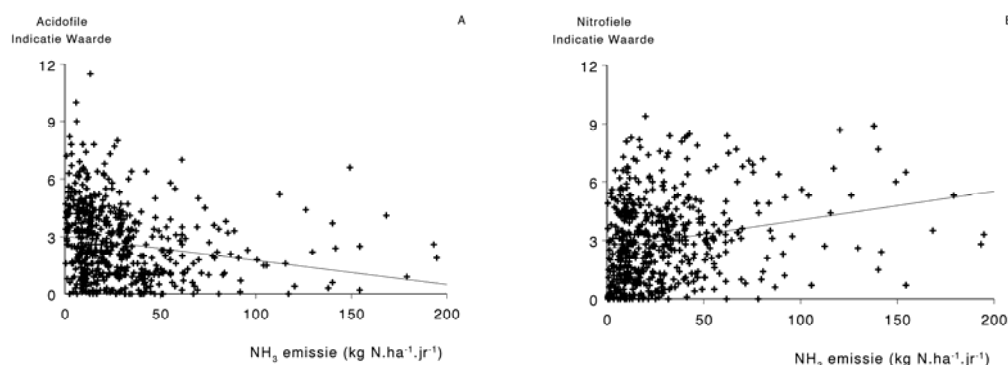 Acidofile
Indicatie Waarde
A
12
9
6
3
0
0 50 100 150 200
NH₃ emissie (kg N.ha⁻¹.jr⁻¹)
Nitrofiele
Indicatie Waarde
12
9
6
3
0
0 50 100 150 200
NH₃ emissie (kg N.ha⁻¹.jr⁻¹)